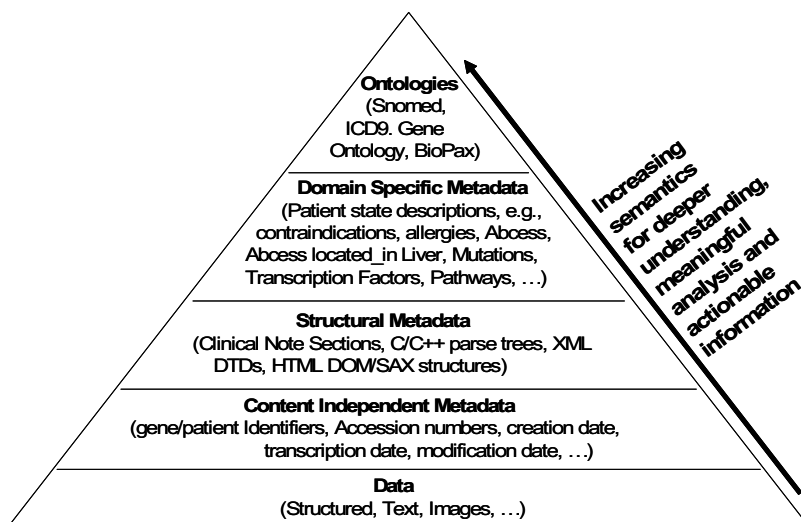 Ontologies
(Snomed,
ICD9. Gene
Ontology, BioPax)
Domain Specific Metadata
(Patient state descriptions, e.g.,
contraindications, allergies, Abcess,
Abcess located_in Liver, Mutations,
Transcription Factors, Pathways, …)
Structural Metadata
(Clinical Note Sections, C/C++ parse trees, XML
DTDs, HTML DOM/SAX structures)
Content Independent Metadata
(gene/patient Identifiers, Accession numbers, creation date,
transcription date, modification date, …)
Data
(Structured, Text, Images, …)
Increasing
semantics
for deeper
understanding,
meaningful
analysis and
actionable
information